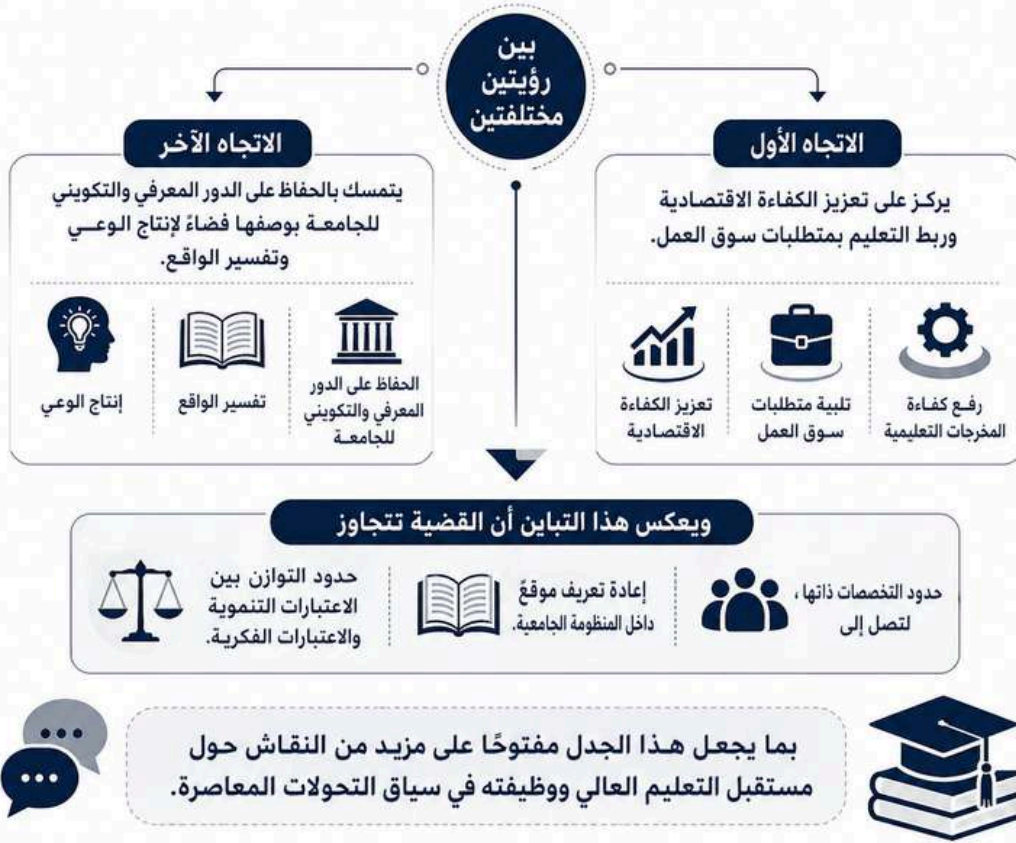 بين
رؤيتين
مختلفتين
الاتجاه الأول
يركز على تعزيز الكفاءة الاقتصادية
وربط التعليم بمتطلبات سوق العمل.
رفع كفاءة
المخرجات التعليمية
تلبية متطلبات
سوق العمل
تعزيز الكفاءة
الاقتصادية
الاتجاه الآخر
يتمسك بالحفاظ على الدور المعرفي والتكويني
للجامعة بوصفها فضاءً لإنتاج الوعي
وتفسير الواقع.
الحفاظ على الدور
المعرفي والتكويني
للجامعة
تفسير الواقع
إنتاج الوعي
ويعكس هذا التباين أن القضية تتجاوز
حدود التخصصات ذاتها،
لتصل إلى
إعادة تعريف موقعً
داخل المنظومة الجامعية.
حدود التوازن بين
الاعتبارات التنموية
والاعتبارات الفكرية.
بما يجعل هذا الجدل مفتوحًا على مزيد من النقاش حول
مستقبل التعليم العالي ووظيفته في سياق التحولات المعاصرة.